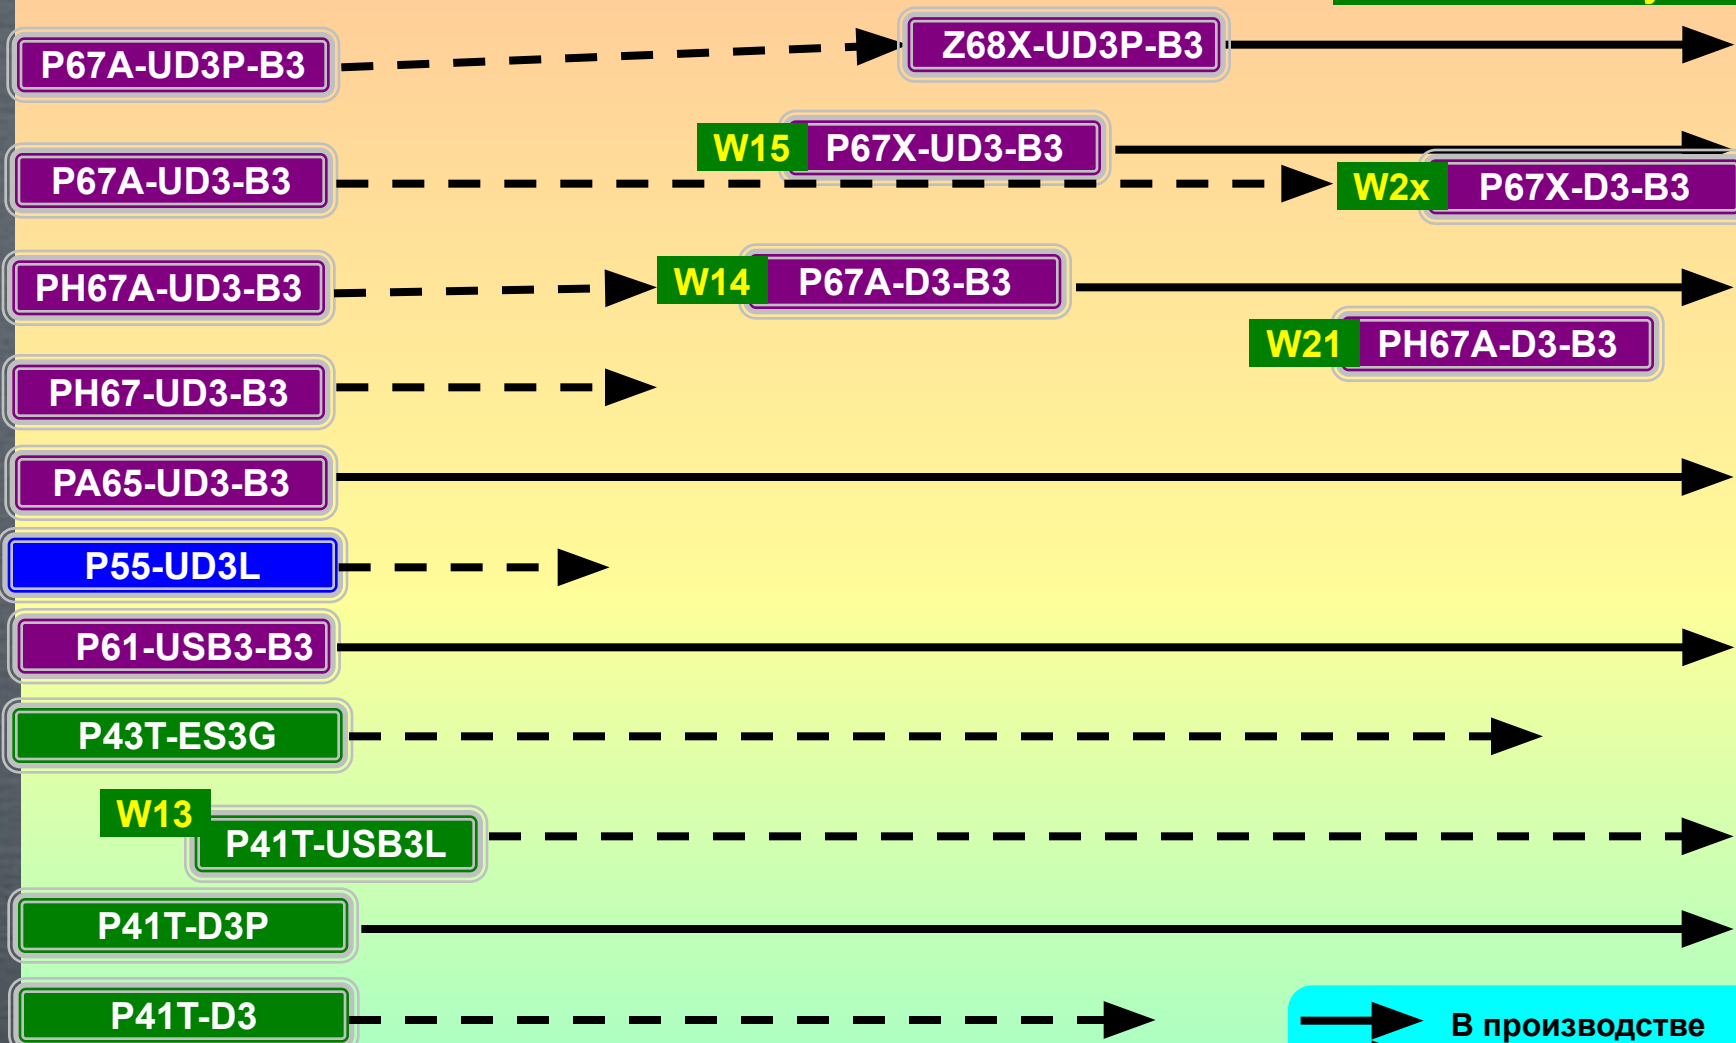 P67A-UD3P-B3
Z68X-UD3P-B3
W15
P67X-UD3-B3
P67A-UD3-B3
W2x
P67X-D3-B3
PH67A-UD3-B3
W14
P67A-D3-B3
W21
PH67A-D3-B3
PH67-UD3-B3
PA65-UD3-B3
P55-UD3L
P61-USB3-B3
P43T-ES3G
W13
P41T-USB3L
P41T-D3P
P41T-D3
В производстве